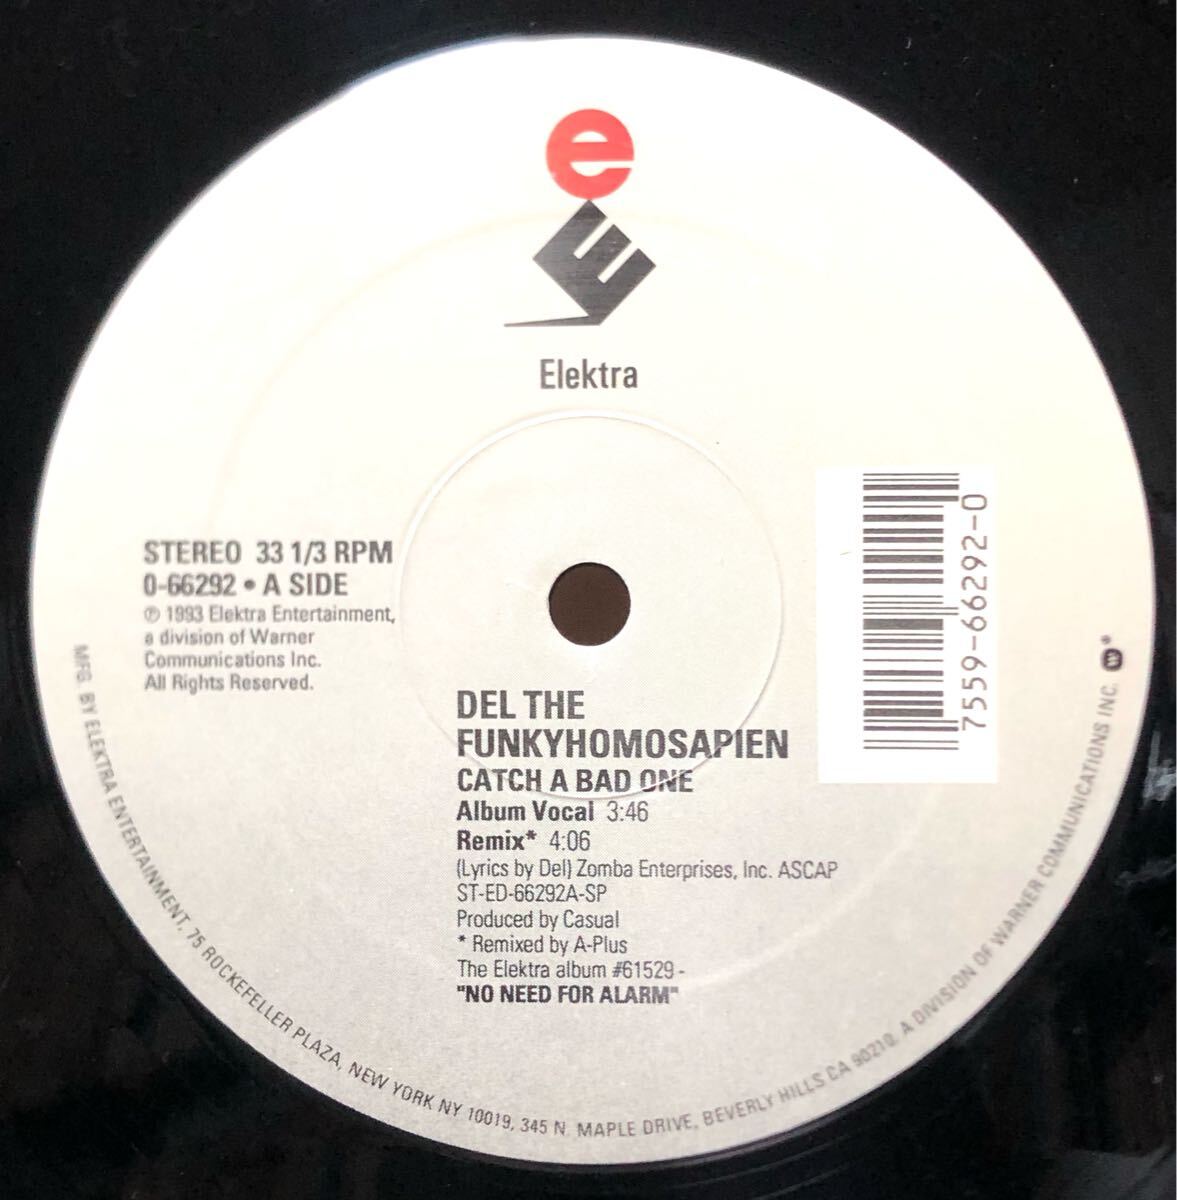 e
E
Elektra
STEREO 33 1/3 RPM
0-66292 • A SIDE
℗ 1993 Elektra Entertainment,
a division of Warner
Communications Inc.
All Rights Reserved.
7559-66292-0
DEL THE
FUNKYHOMOSAPIEN
CATCH A BAD ONE
Album Vocal 3:46
Remix* 4:06
(Lyrics by Del) Zomba Enterprises, Inc. ASCAP
ST-ED-66292A-SP
Produced by Casual
* Remixed by A-Plus
The Elektra album #61529 -
"NO NEED FOR ALARM"
MFG. BY ELEKTRA ENTERTAINMENT, 75 ROCKEFELLER PLAZA, NEW YORK NY 10019, 345 N. MAPLE DRIVE, BEVERLY HILLS CA 90210, A DIVISION OF WARNER COMMUNICATIONS INC. W ®